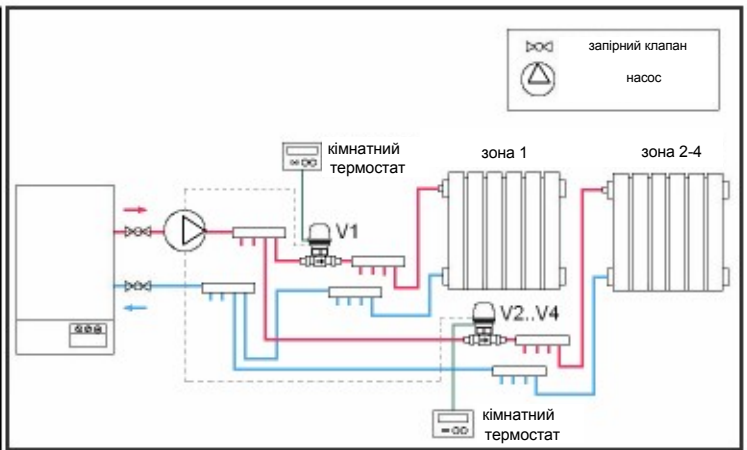 запірний клапан
насос
кімнатний
термостат
зона 1
зона 2-4
V1
V2..V4
кімнатний
термостат